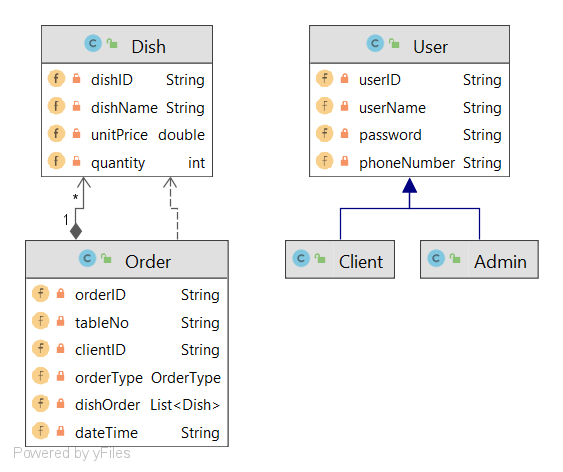 Dish
dishID String
dishName String
unitPrice double
quantity int
*
1
Order
orderID String
tableNo String
clientID String
orderType OrderType
dishOrder List<Dish>
dateTime String
User
userID String
userName String
password String
phoneNumber String
Client
Admin
Powered by yFiles